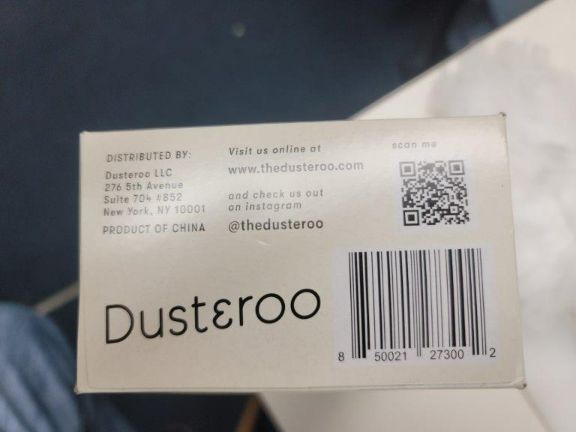 DISTRIBUTED BY:
Dusteroo LLC
276 5th Avenue
Suite 704 #852
New York, NY 10001
PRODUCT OF CHINA
Visit us online at
www.thedusteroo.com
and check us out
on instagram
@thedusteroo
scan me
Dustɛroo
8 50021 27300 2